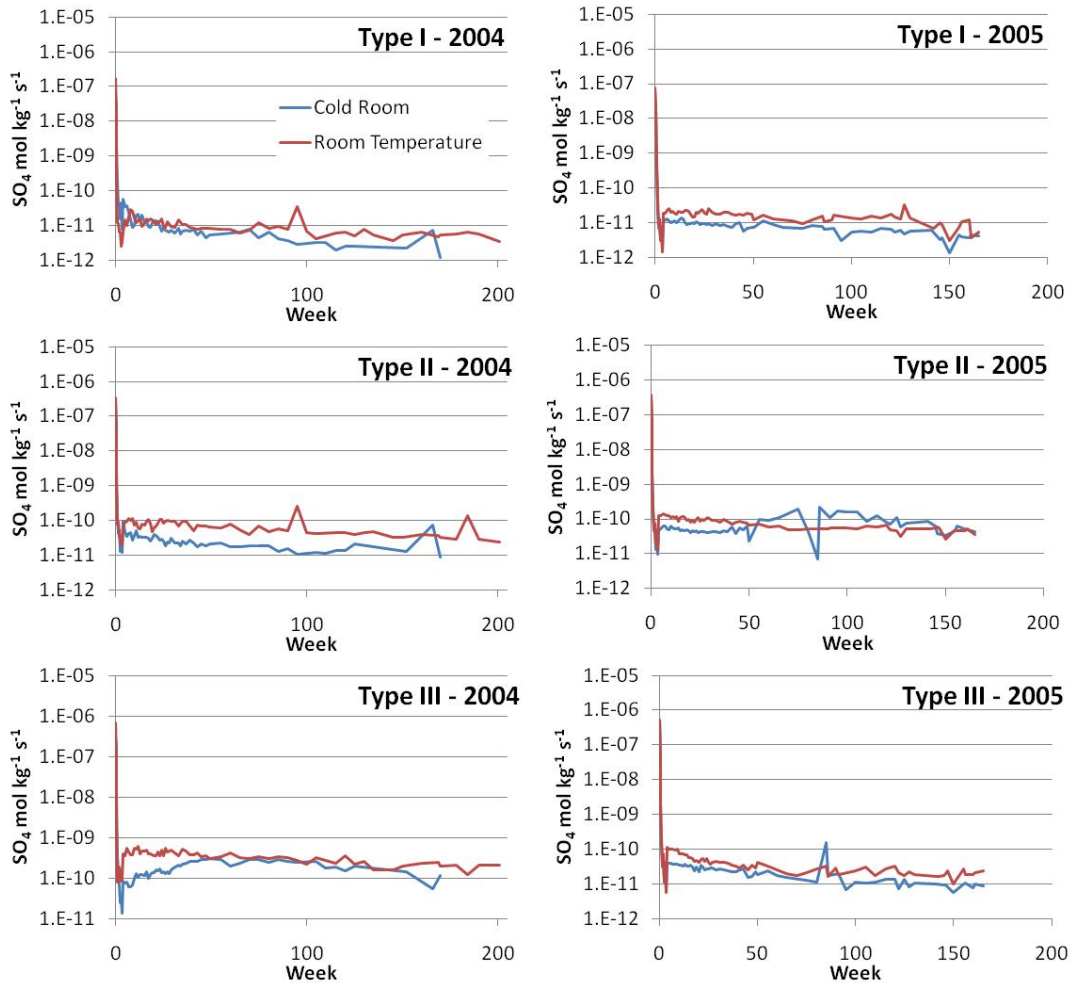 Type I - 2004
SO₄ mol kg⁻¹ s⁻¹
1.E-05
1.E-06
1.E-07
1.E-08
1.E-09
1.E-10
1.E-11
1.E-12
Cold Room
Room Temperature
0 100 200
Week
Type I - 2005
SO₄ mol kg⁻¹ s⁻¹
1.E-05
1.E-06
1.E-07
1.E-08
1.E-09
1.E-10
1.E-11
1.E-12
0 50 100 150 200
Week
Type II - 2004
SO₄ mol kg⁻¹ s⁻¹
1.E-05
1.E-06
1.E-07
1.E-08
1.E-09
1.E-10
1.E-11
1.E-12
0 100 200
Week
Type II - 2005
SO₄ mol kg⁻¹ s⁻¹
1.E-05
1.E-06
1.E-07
1.E-08
1.E-09
1.E-10
1.E-11
1.E-12
0 50 100 150 200
Week
Type III - 2004
SO₄ mol kg⁻¹ s⁻¹
1.E-05
1.E-06
1.E-07
1.E-08
1.E-09
1.E-10
1.E-11
0 100 200
Week
Type III - 2005
SO₄ mol kg⁻¹ s⁻¹
1.E-05
1.E-06
1.E-07
1.E-08
1.E-09
1.E-10
1.E-11
1.E-12
0 50 100 150 200
Week